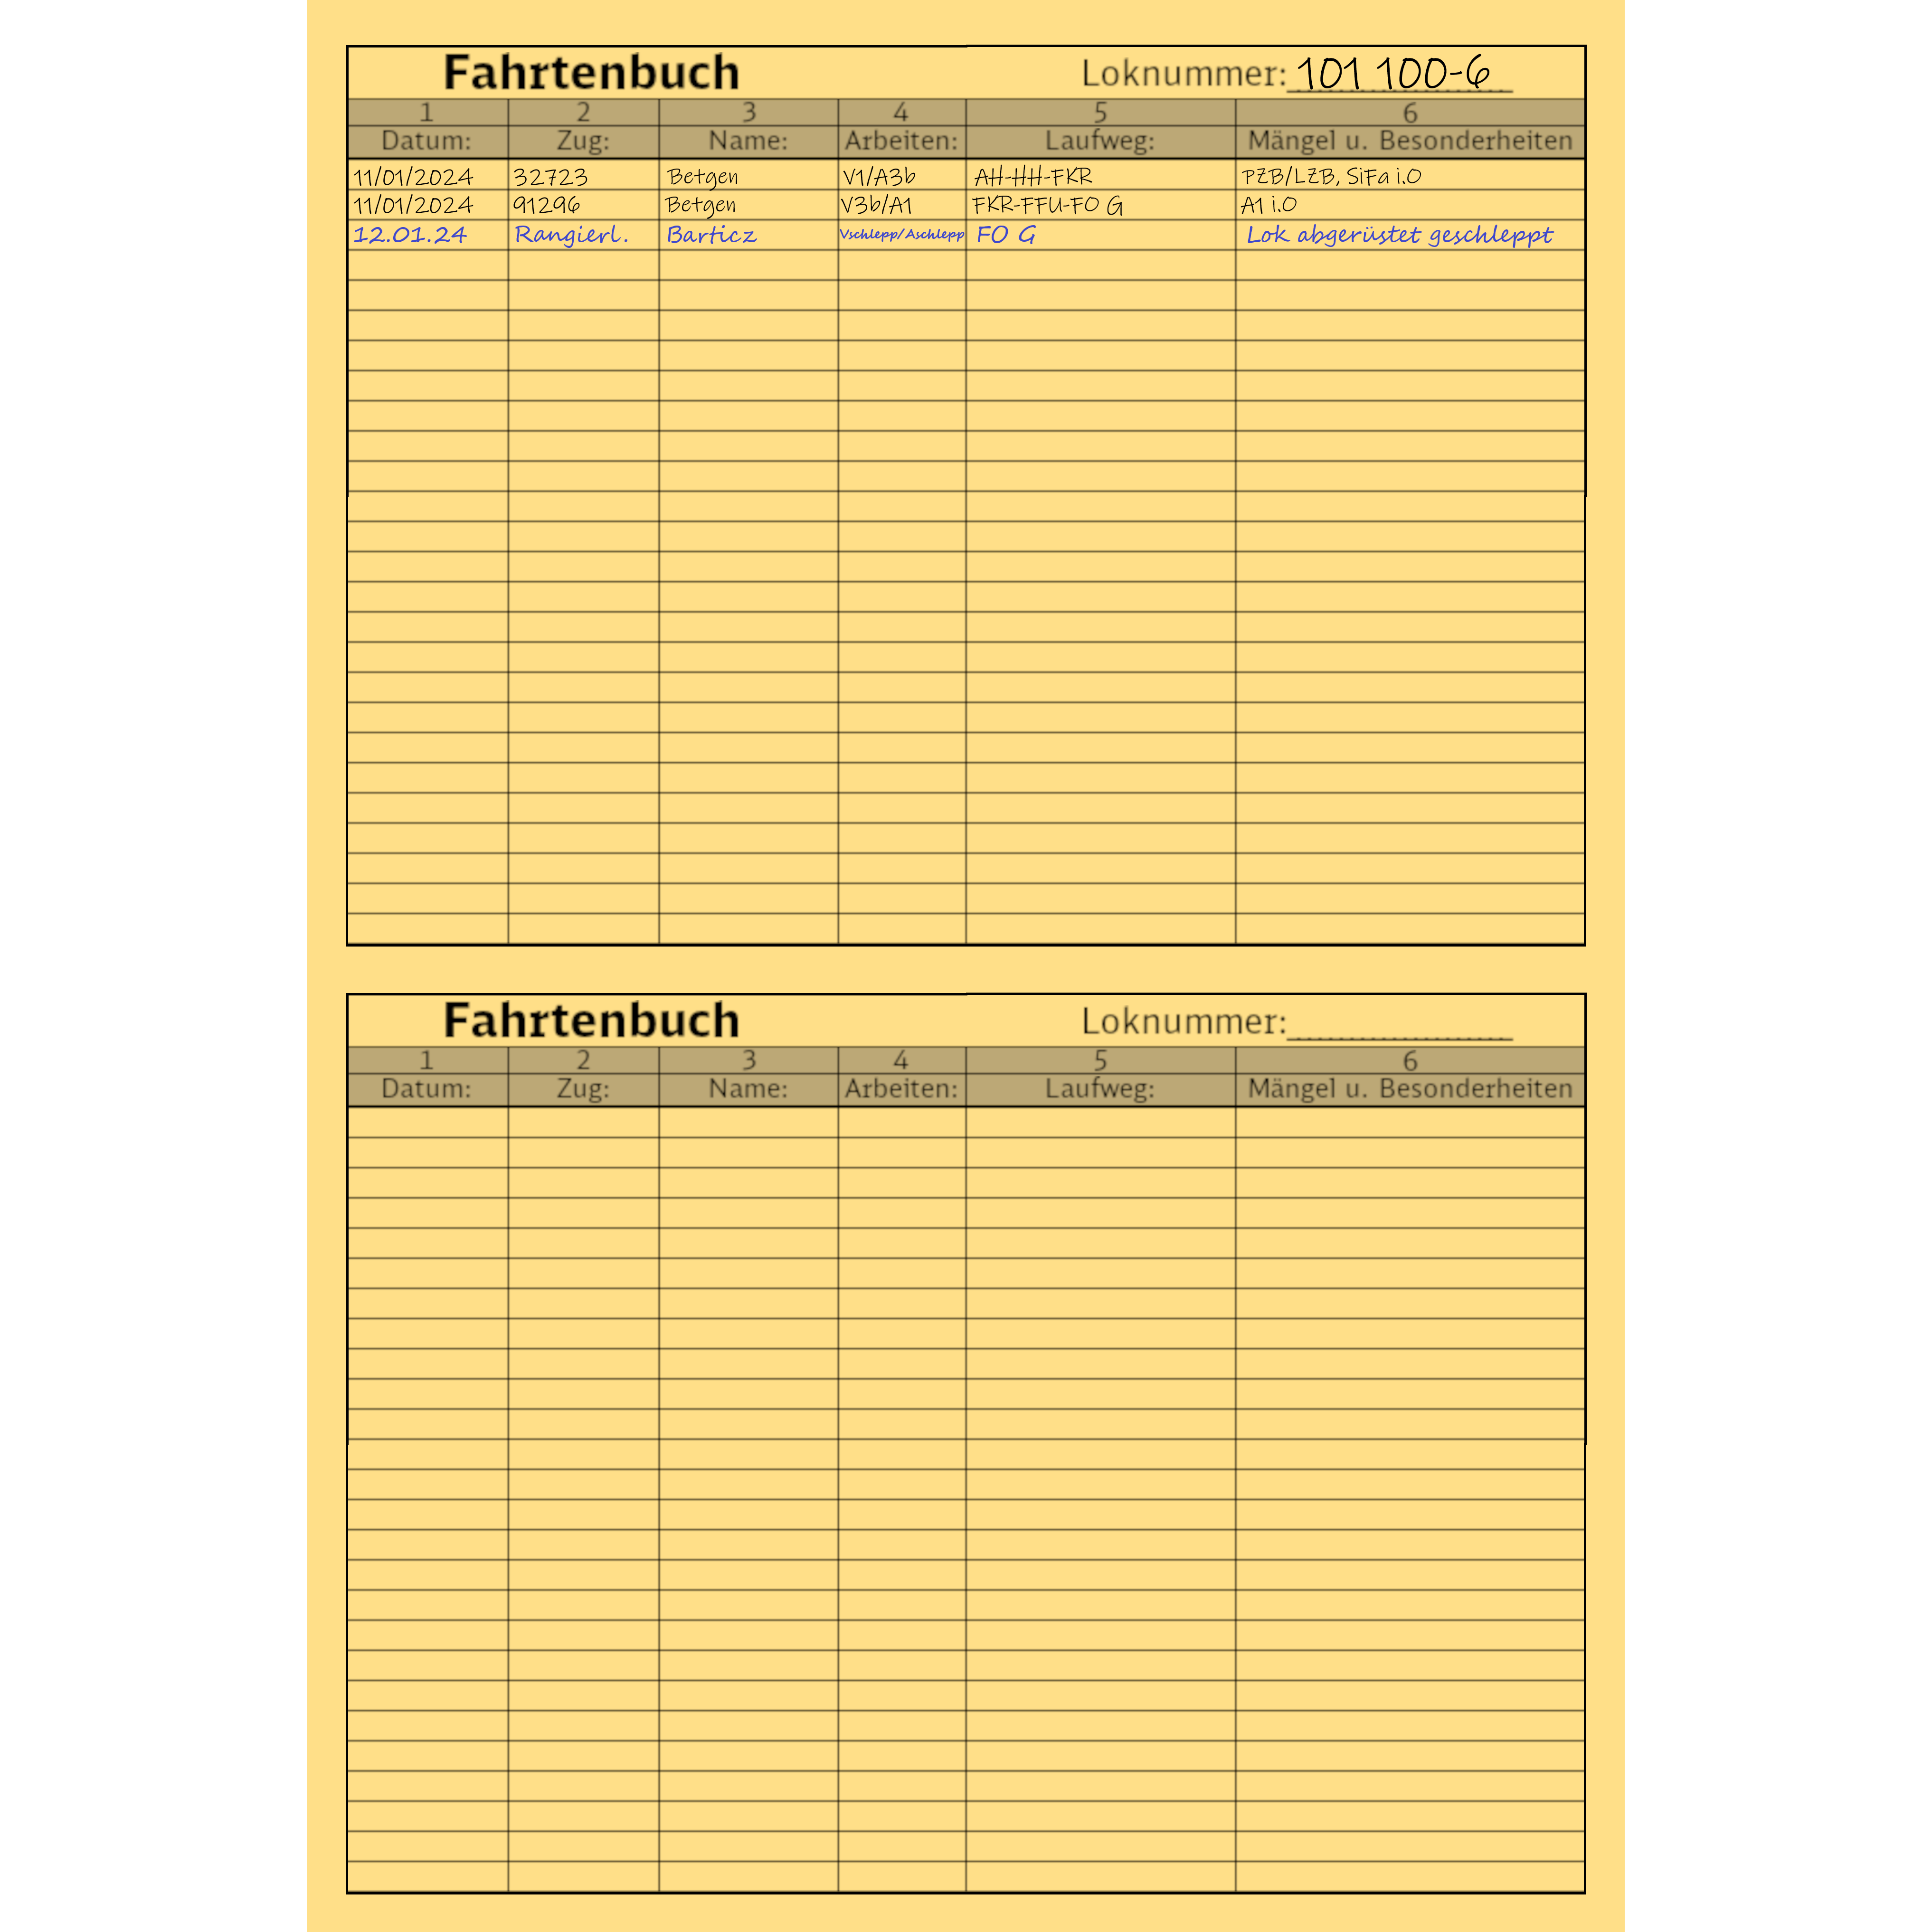 Fahrtenbuch Loknummer: 101 100-6
1 2 3 4 5 6
Datum: Zug: Name: Arbeiten: Laufweg: Mängel u. Besonderheiten
11/01/2024 32723 Betgen V1/A3b AH-HH-FKR PZB/LZB, SiFa i.O
11/01/2024 91296 Betgen V3b/A1 FKR-FFU-FO G A1 i.O
12.01.24 Rangierl. Barticz Vschlepp/Aschlepp FO G Lok abgerüstet geschleppt
Fahrtenbuch Loknummer:
1 2 3 4 5 6
Datum: Zug: Name: Arbeiten: Laufweg: Mängel u. Besonderheiten